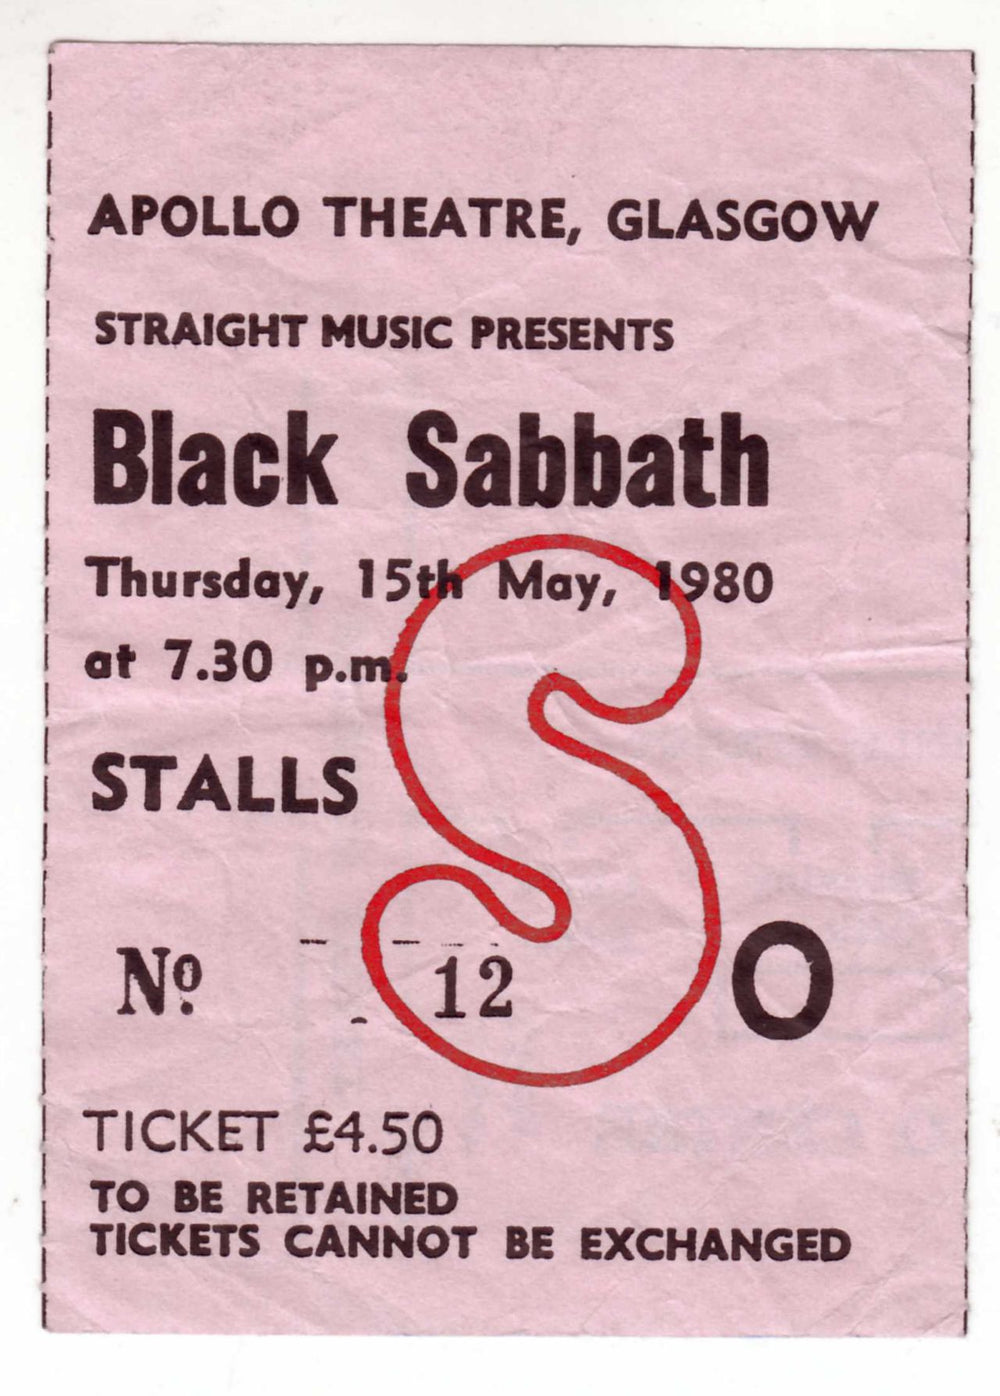 APOLLO THEATRE, GLASGOW
STRAIGHT MUSIC PRESENTS
Black Sabbath
Thursday, 15th May, 1980
at 7.30 p.m.
STALLS
S
Nº 12 O
TICKET £4.50
TO BE RETAINED
TICKETS CANNOT BE EXCHANGED